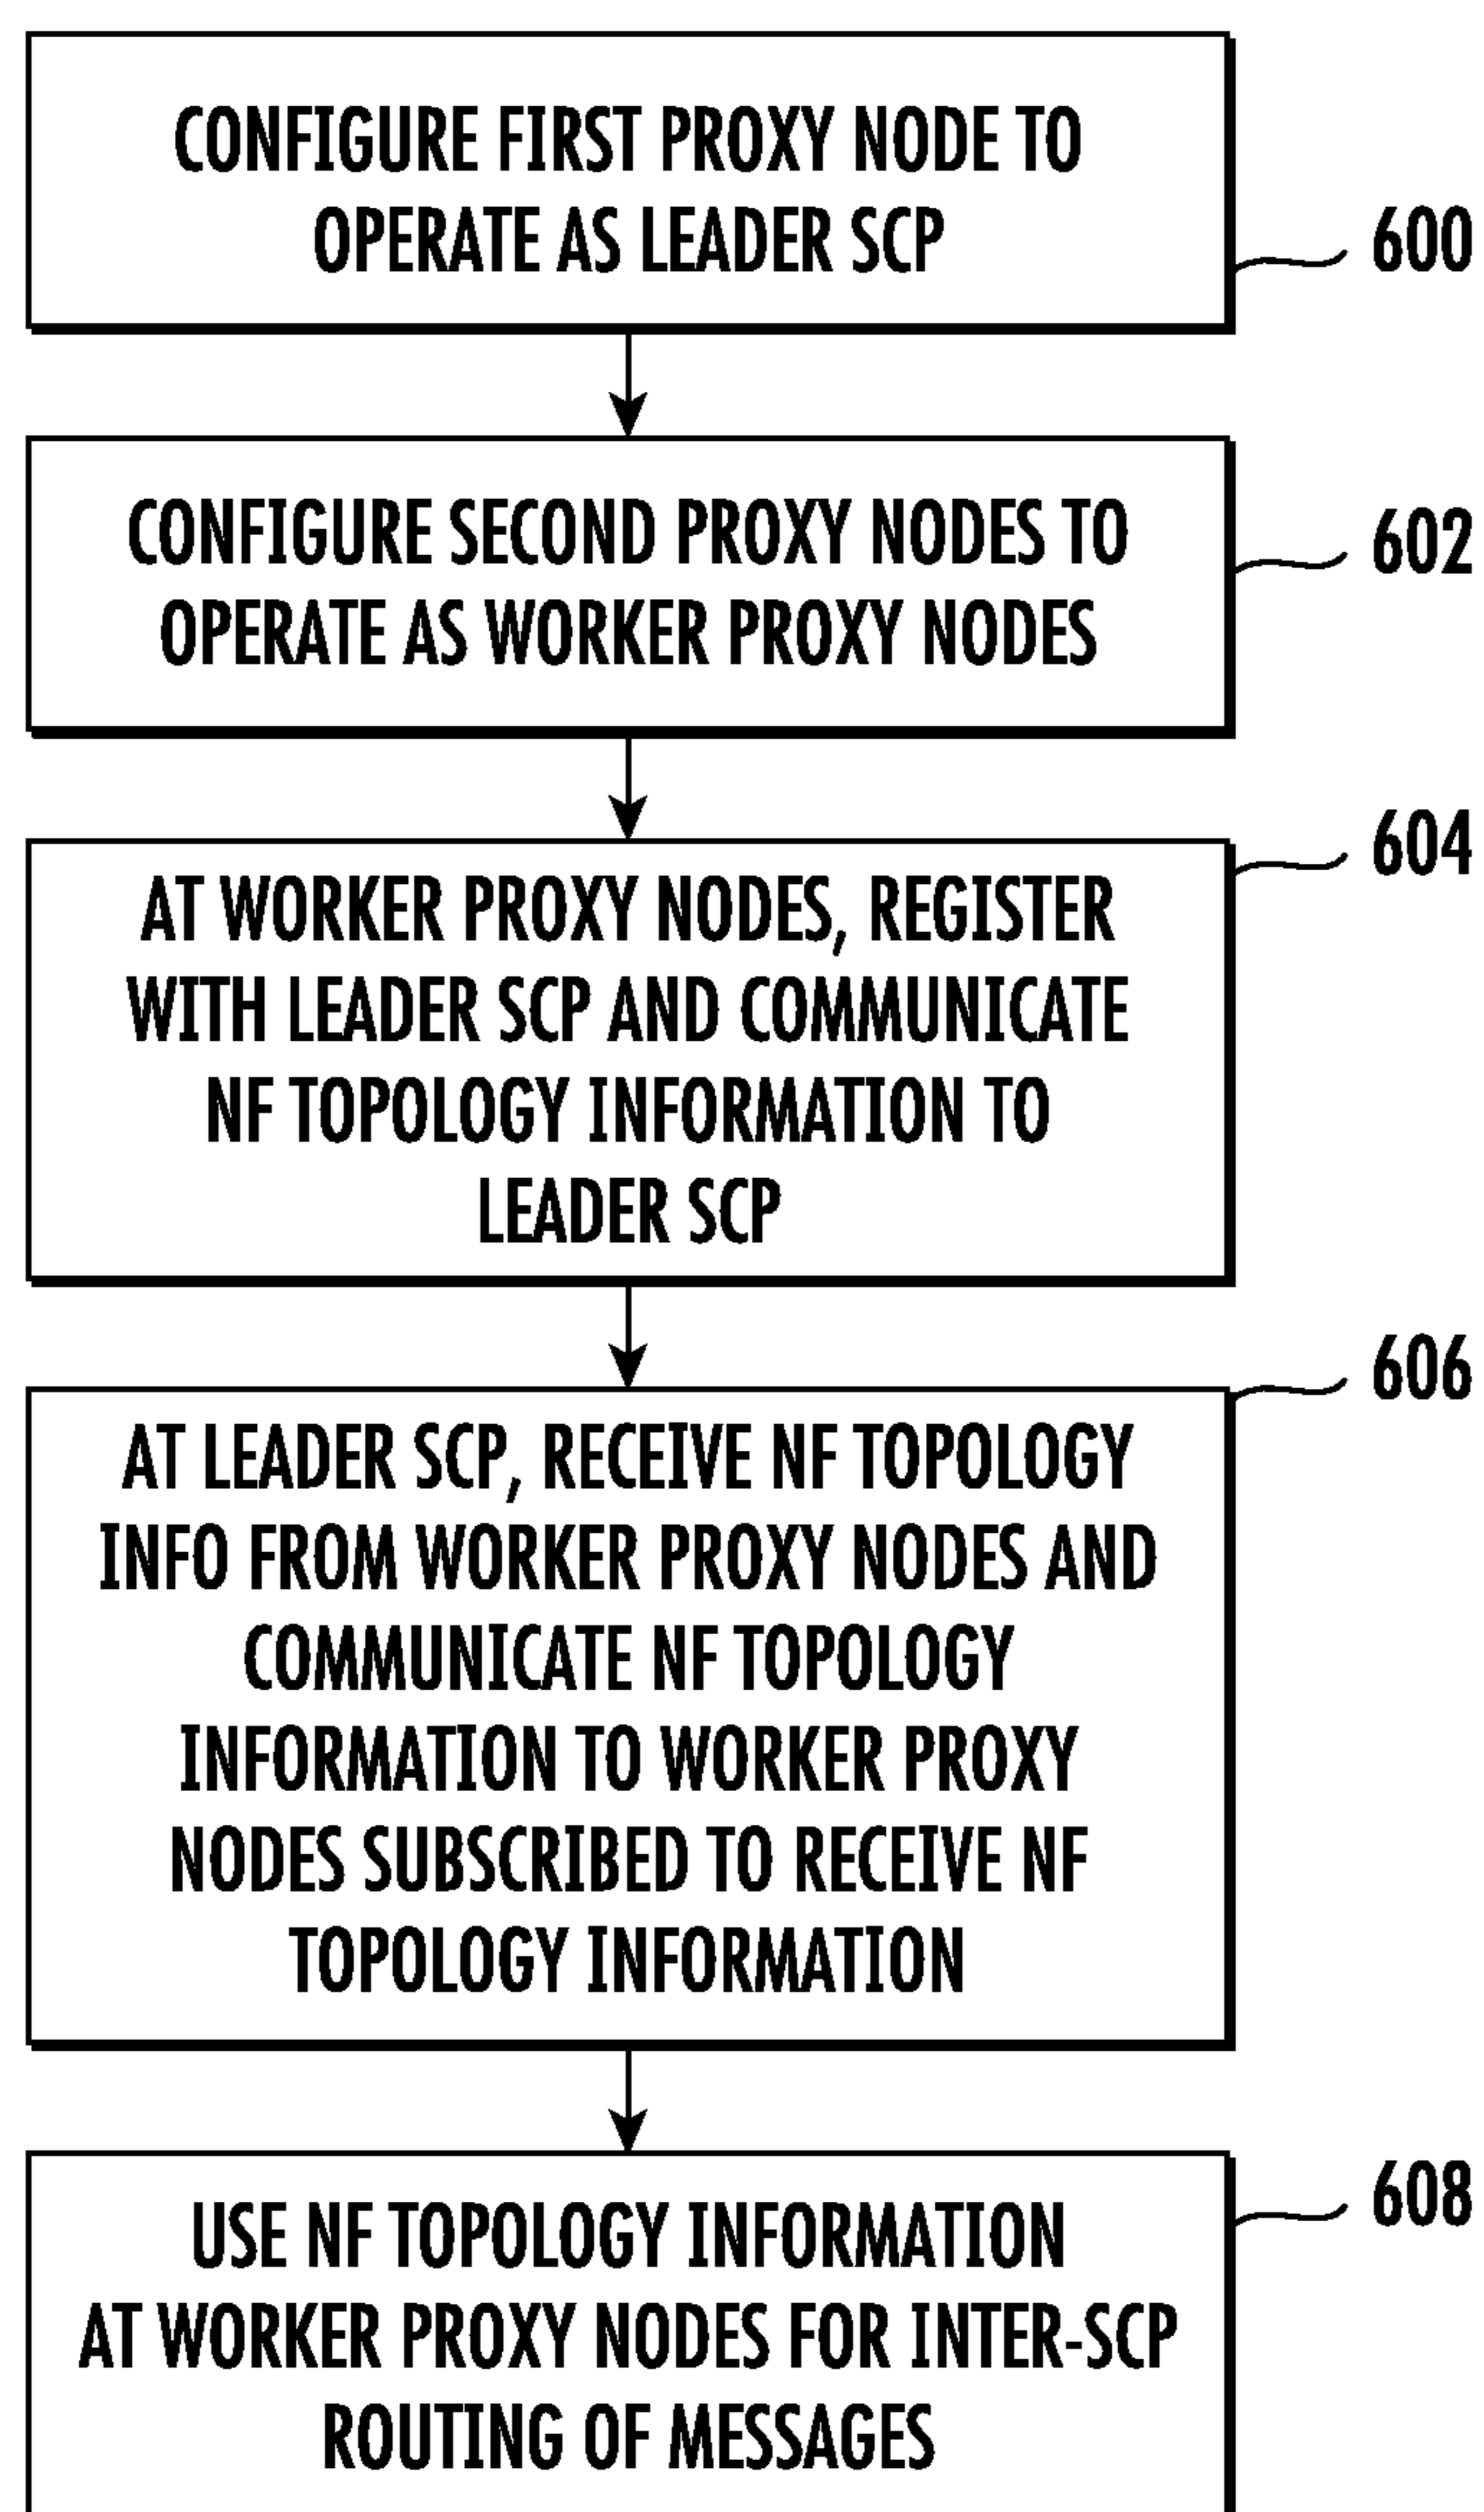 CONFIGURE FIRST PROXY NODE TO
OPERATE AS LEADER SCP
600
CONFIGURE SECOND PROXY NODES TO
OPERATE AS WORKER PROXY NODES
602
AT WORKER PROXY NODES, REGISTER
WITH LEADER SCP AND COMMUNICATE
NF TOPOLOGY INFORMATION TO
LEADER SCP
604
AT LEADER SCP, RECEIVE NF TOPOLOGY
INFO FROM WORKER PROXY NODES AND
COMMUNICATE NF TOPOLOGY
INFORMATION TO WORKER PROXY
NODES SUBSCRIBED TO RECEIVE NF
TOPOLOGY INFORMATION
606
USE NF TOPOLOGY INFORMATION
AT WORKER PROXY NODES FOR INTER-SCP
ROUTING OF MESSAGES
608